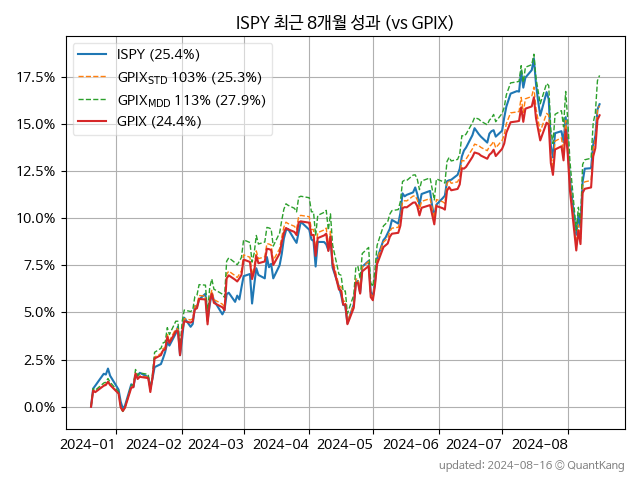 ISPY 최근 8개월 성과 (vs GPIX)
ISPY (25.4%)
GPIXSTD 103% (25.3%)
GPIXMDD 113% (27.9%)
GPIX (24.4%)
17.5%
15.0%
12.5%
10.0%
7.5%
5.0%
2.5%
0.0%
2024-01 2024-02 2024-03 2024-04 2024-05 2024-06 2024-07 2024-08
updated: 2024-08-16 © QuantKang